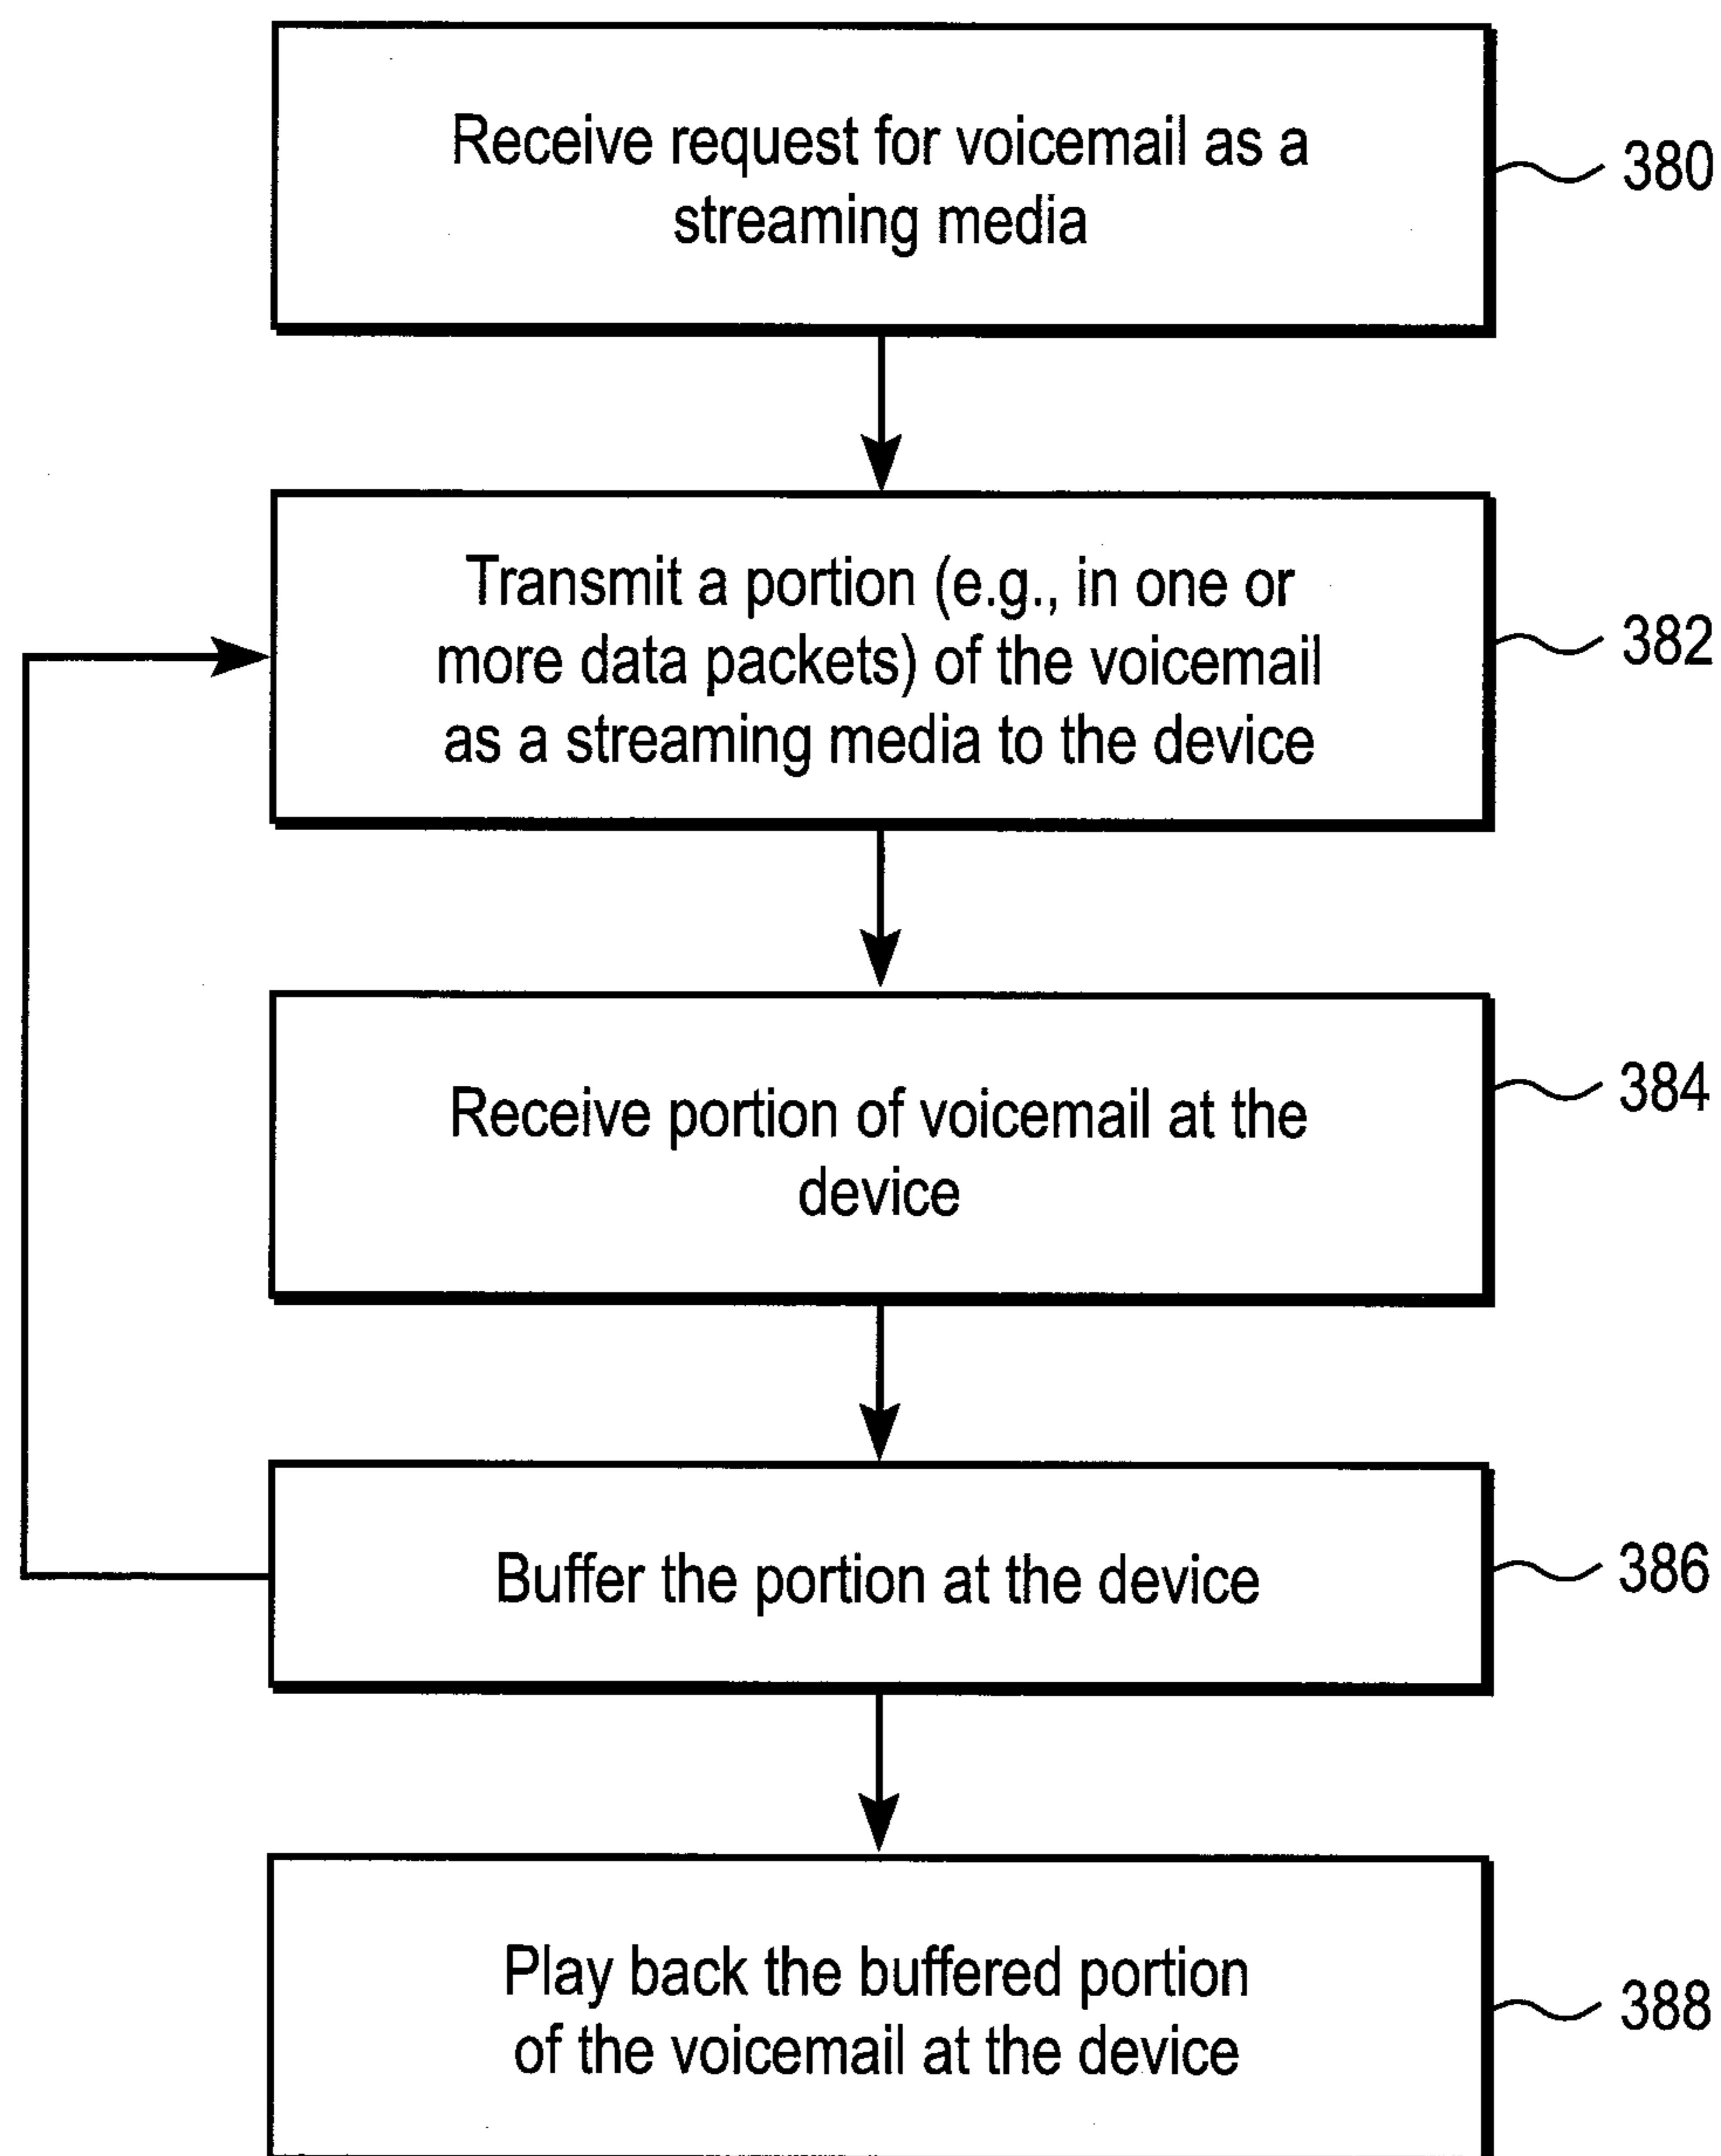 Receive request for voicemail as a
streaming media
380
Transmit a portion (e.g., in one or
more data packets) of the voicemail
as a streaming media to the device
382
Receive portion of voicemail at the
device
384
Buffer the portion at the device
386
Play back the buffered portion
of the voicemail at the device
388